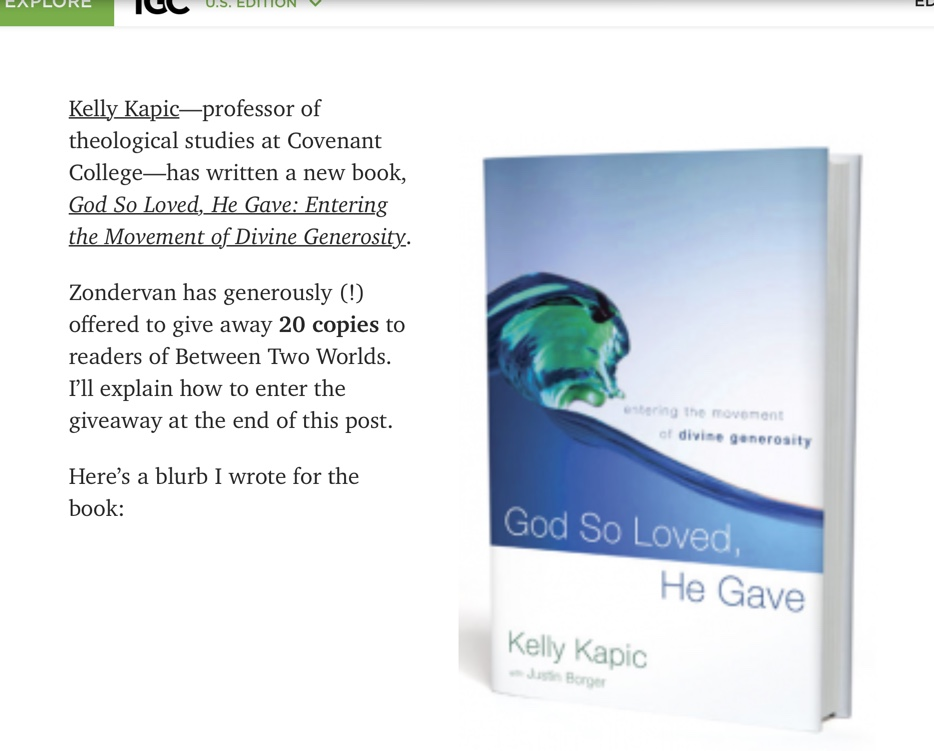 EXPLORE
TGC
U.S. EDITION
ED
Kelly Kapic—professor of
theological studies at Covenant
College—has written a new book,
God So Loved, He Gave: Entering
the Movement of Divine Generosity.
Zondervan has generously (!)
offered to give away 20 copies to
readers of Between Two Worlds.
I’ll explain how to enter the
giveaway at the end of this post.
Here’s a blurb I wrote for the
book:
entering the movement
of divine generosity
God So Loved,
He Gave
Kelly Kapic
with Justin Borger